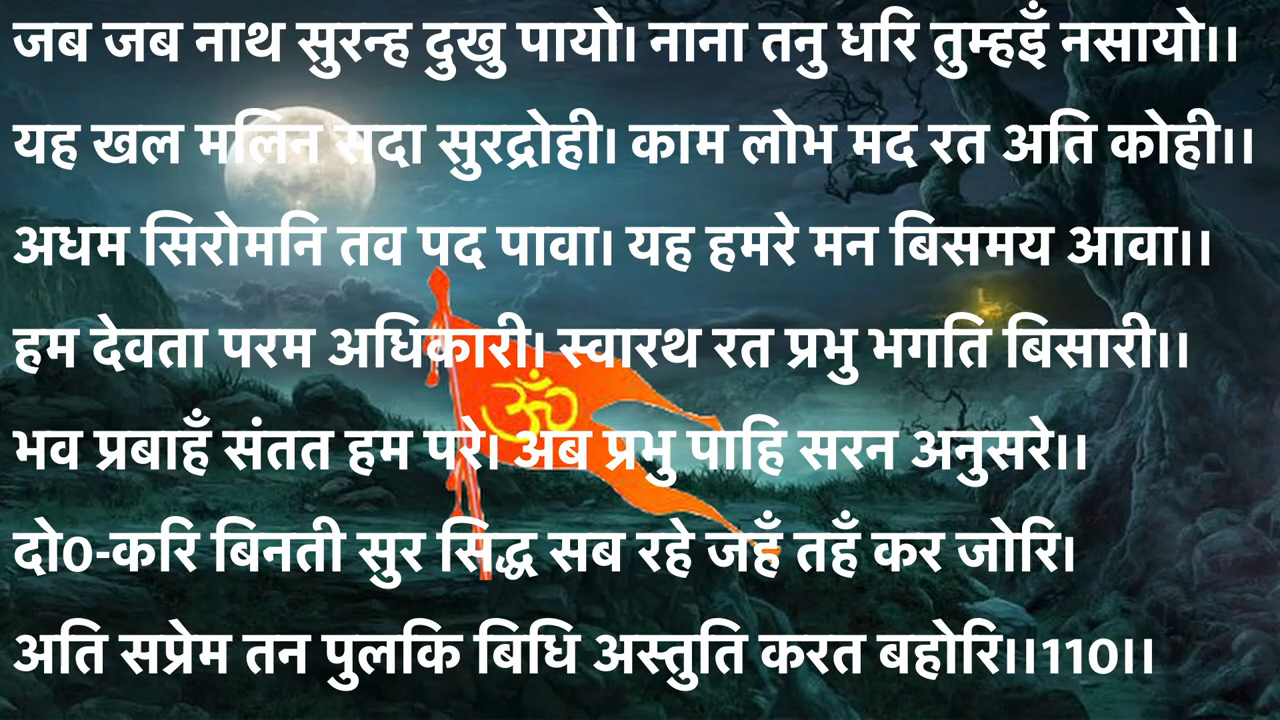 जब जब नाथ सुरन्ह दुखु पायो। नाना तनु धरि तुम्हइँ नसायो।।
यह खल मलिन सदा सुरद्रोही। काम लोभ मद रत अति कोही।।
अधम सिरोमनि तव पद पावा। यह हमरे मन बिसमय आवा।।
हम देवता परम अधिकारी। स्वारथ रत प्रभु भगति बिसारी।।
भव प्रबाहँ संतत हम परे। अब प्रभु पाहि सरन अनुसरे।।
दो0-करि बिनती सुर सिद्ध सब रहे जहँ तहँ कर जोरि।
अति सप्रेम तन पुलकि बिधि अस्तुति करत बहोरि।।110।।
ॐ